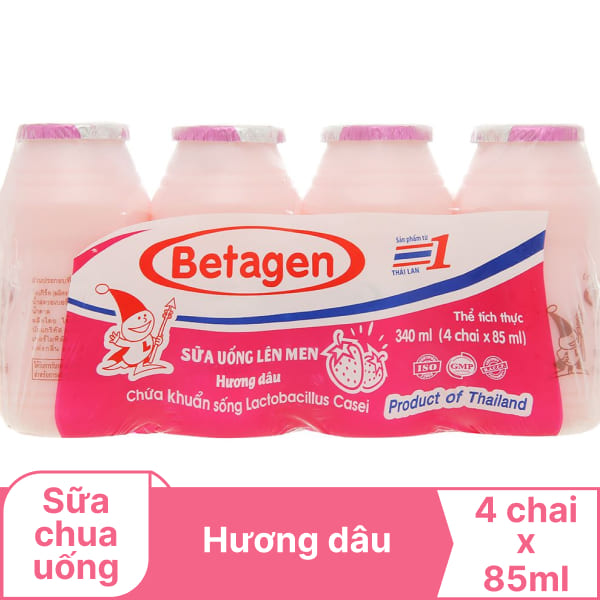 Betagen
Sản phẩm từ
THÁI LAN
1
Thể tích thực
340 ml (4 chai x 85 ml)
SỮA UỐNG LÊN MEN
Hương dâu
Chứa khuẩn sống Lactobacillus Casei
ISO
GMP
HACCP
Product of Thailand
L
Sữa
chua
uống
Hương dâu
4 chai
x
85ml